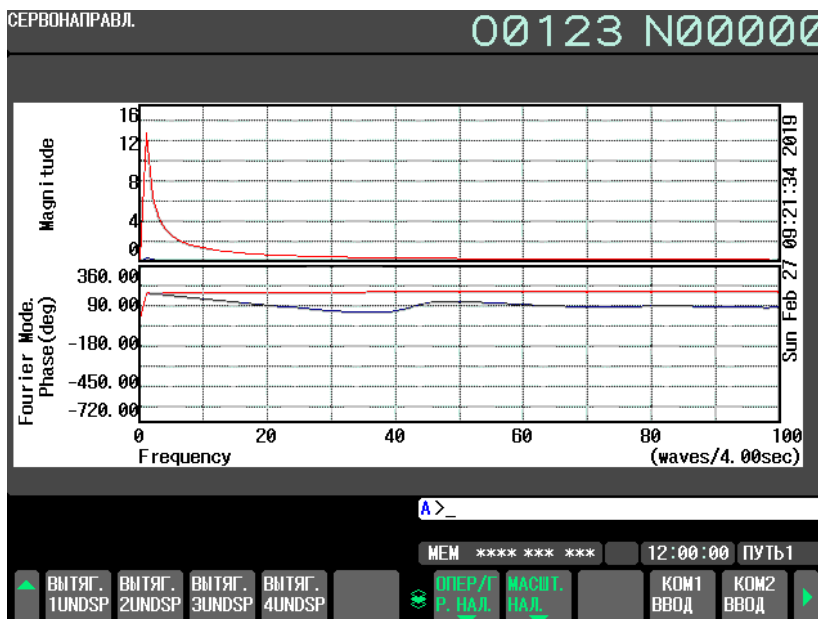 СЕРВОНАПРАВЛ.
O0123 N00000
Magnitude
16
12
8
4
0
Sun Feb 27 09:21:34 2019
Fourier Mode.
Phase(deg)
360.00
90.00
-180.00
-450.00
-720.00
0 20 40 60 80 100
Frequency (waves/4.00sec)
A >_
MEM **** *** *** 12:00:00 ПУТЬ1
ВЫТЯГ. ВЫТЯГ. ВЫТЯГ. ВЫТЯГ. ОПЕР/Г МАСШТ. КОМ1 КОМ2
1UNDSP 2UNDSP 3UNDSP 4UNDSP Р. НАЛ. НАЛ. ВВОД ВВОД